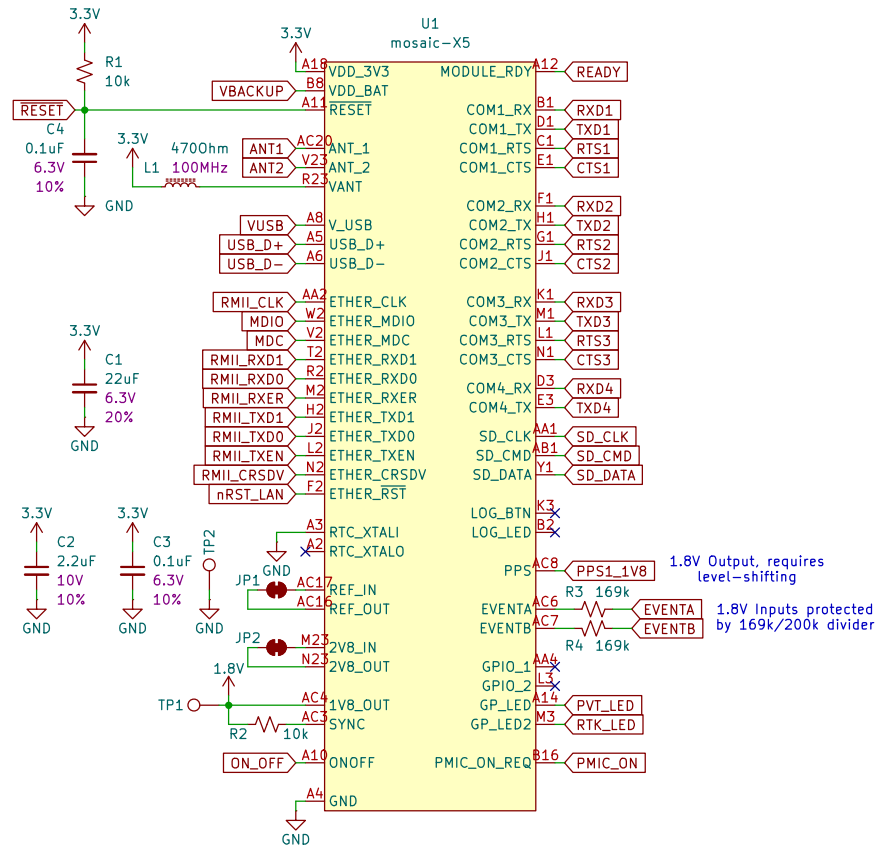 3.3V
R1
10k
RESET
C4
0.1uF
6.3V
10%
GND
3.3V
L1
470Ohm
100MHz
3.3V
C1
22uF
6.3V
20%
GND
3.3V
C2
2.2uF
10V
10%
GND
3.3V
C3
0.1uF
6.3V
10%
GND
TP2
GND
U1
mosaic-X5
3.3V
A18 VDD_3V3
VBACKUP B8 VDD_BAT
A11 RESET
ANT1 AC20 ANT_1
ANT2 V23 ANT_2
R23 VANT
VUSB A8 V_USB
USB_D+ A5 USB_D+
USB_D- A6 USB_D-
RMII_CLK AA2 ETHER_CLK
MDIO W2 ETHER_MDIO
MDC V2 ETHER_MDC
RMII_RXD1 T2 ETHER_RXD1
RMII_RXD0 R2 ETHER_RXD0
RMII_RXER M2 ETHER_RXER
RMII_TXD1 H2 ETHER_TXD1
RMII_TXD0 J2 ETHER_TXD0
RMII_TXEN L2 ETHER_TXEN
RMII_CRSDV N2 ETHER_CRSDV
nRST_LAN F2 ETHER_RST
A3 RTC_XTALI
A2 RTC_XTALO
GND
JP1 AC17 REF_IN
AC16 REF_OUT
JP2 M23 2V8_IN
N23 2V8_OUT
1.8V
TP1 AC4 1V8_OUT
R2 10k AC3 SYNC
ON_OFF A10 ONOFF
A4 GND
GND
MODULE_RDY A12 READY
COM1_RX B1 RXD1
COM1_TX D1 TXD1
COM1_RTS C1 RTS1
COM1_CTS E1 CTS1
COM2_RX F1 RXD2
COM2_TX H1 TXD2
COM2_RTS G1 RTS2
COM2_CTS J1 CTS2
COM3_RX K1 RXD3
COM3_TX M1 TXD3
COM3_RTS L1 RTS3
COM3_CTS N1 CTS3
COM4_RX D3 RXD4
COM4_TX E3 TXD4
SD_CLK AA1 SD_CLK
SD_CMD AB1 SD_CMD
SD_DATA Y1 SD_DATA
LOG_BTN K3
LOG_LED B2
PPS AC8 PPS1_1V8
1.8V Output, requires
level-shifting
R3 169k
EVENTA AC6 EVENTA
EVENTB AC7 EVENTB
R4 169k
1.8V Inputs protected
by 169k/200k divider
GPIO_1 AA4
GPIO_2 L3
GP_LED A14 PVT_LED
GP_LED2 M3 RTK_LED
PMIC_ON_REQ B16 PMIC_ON